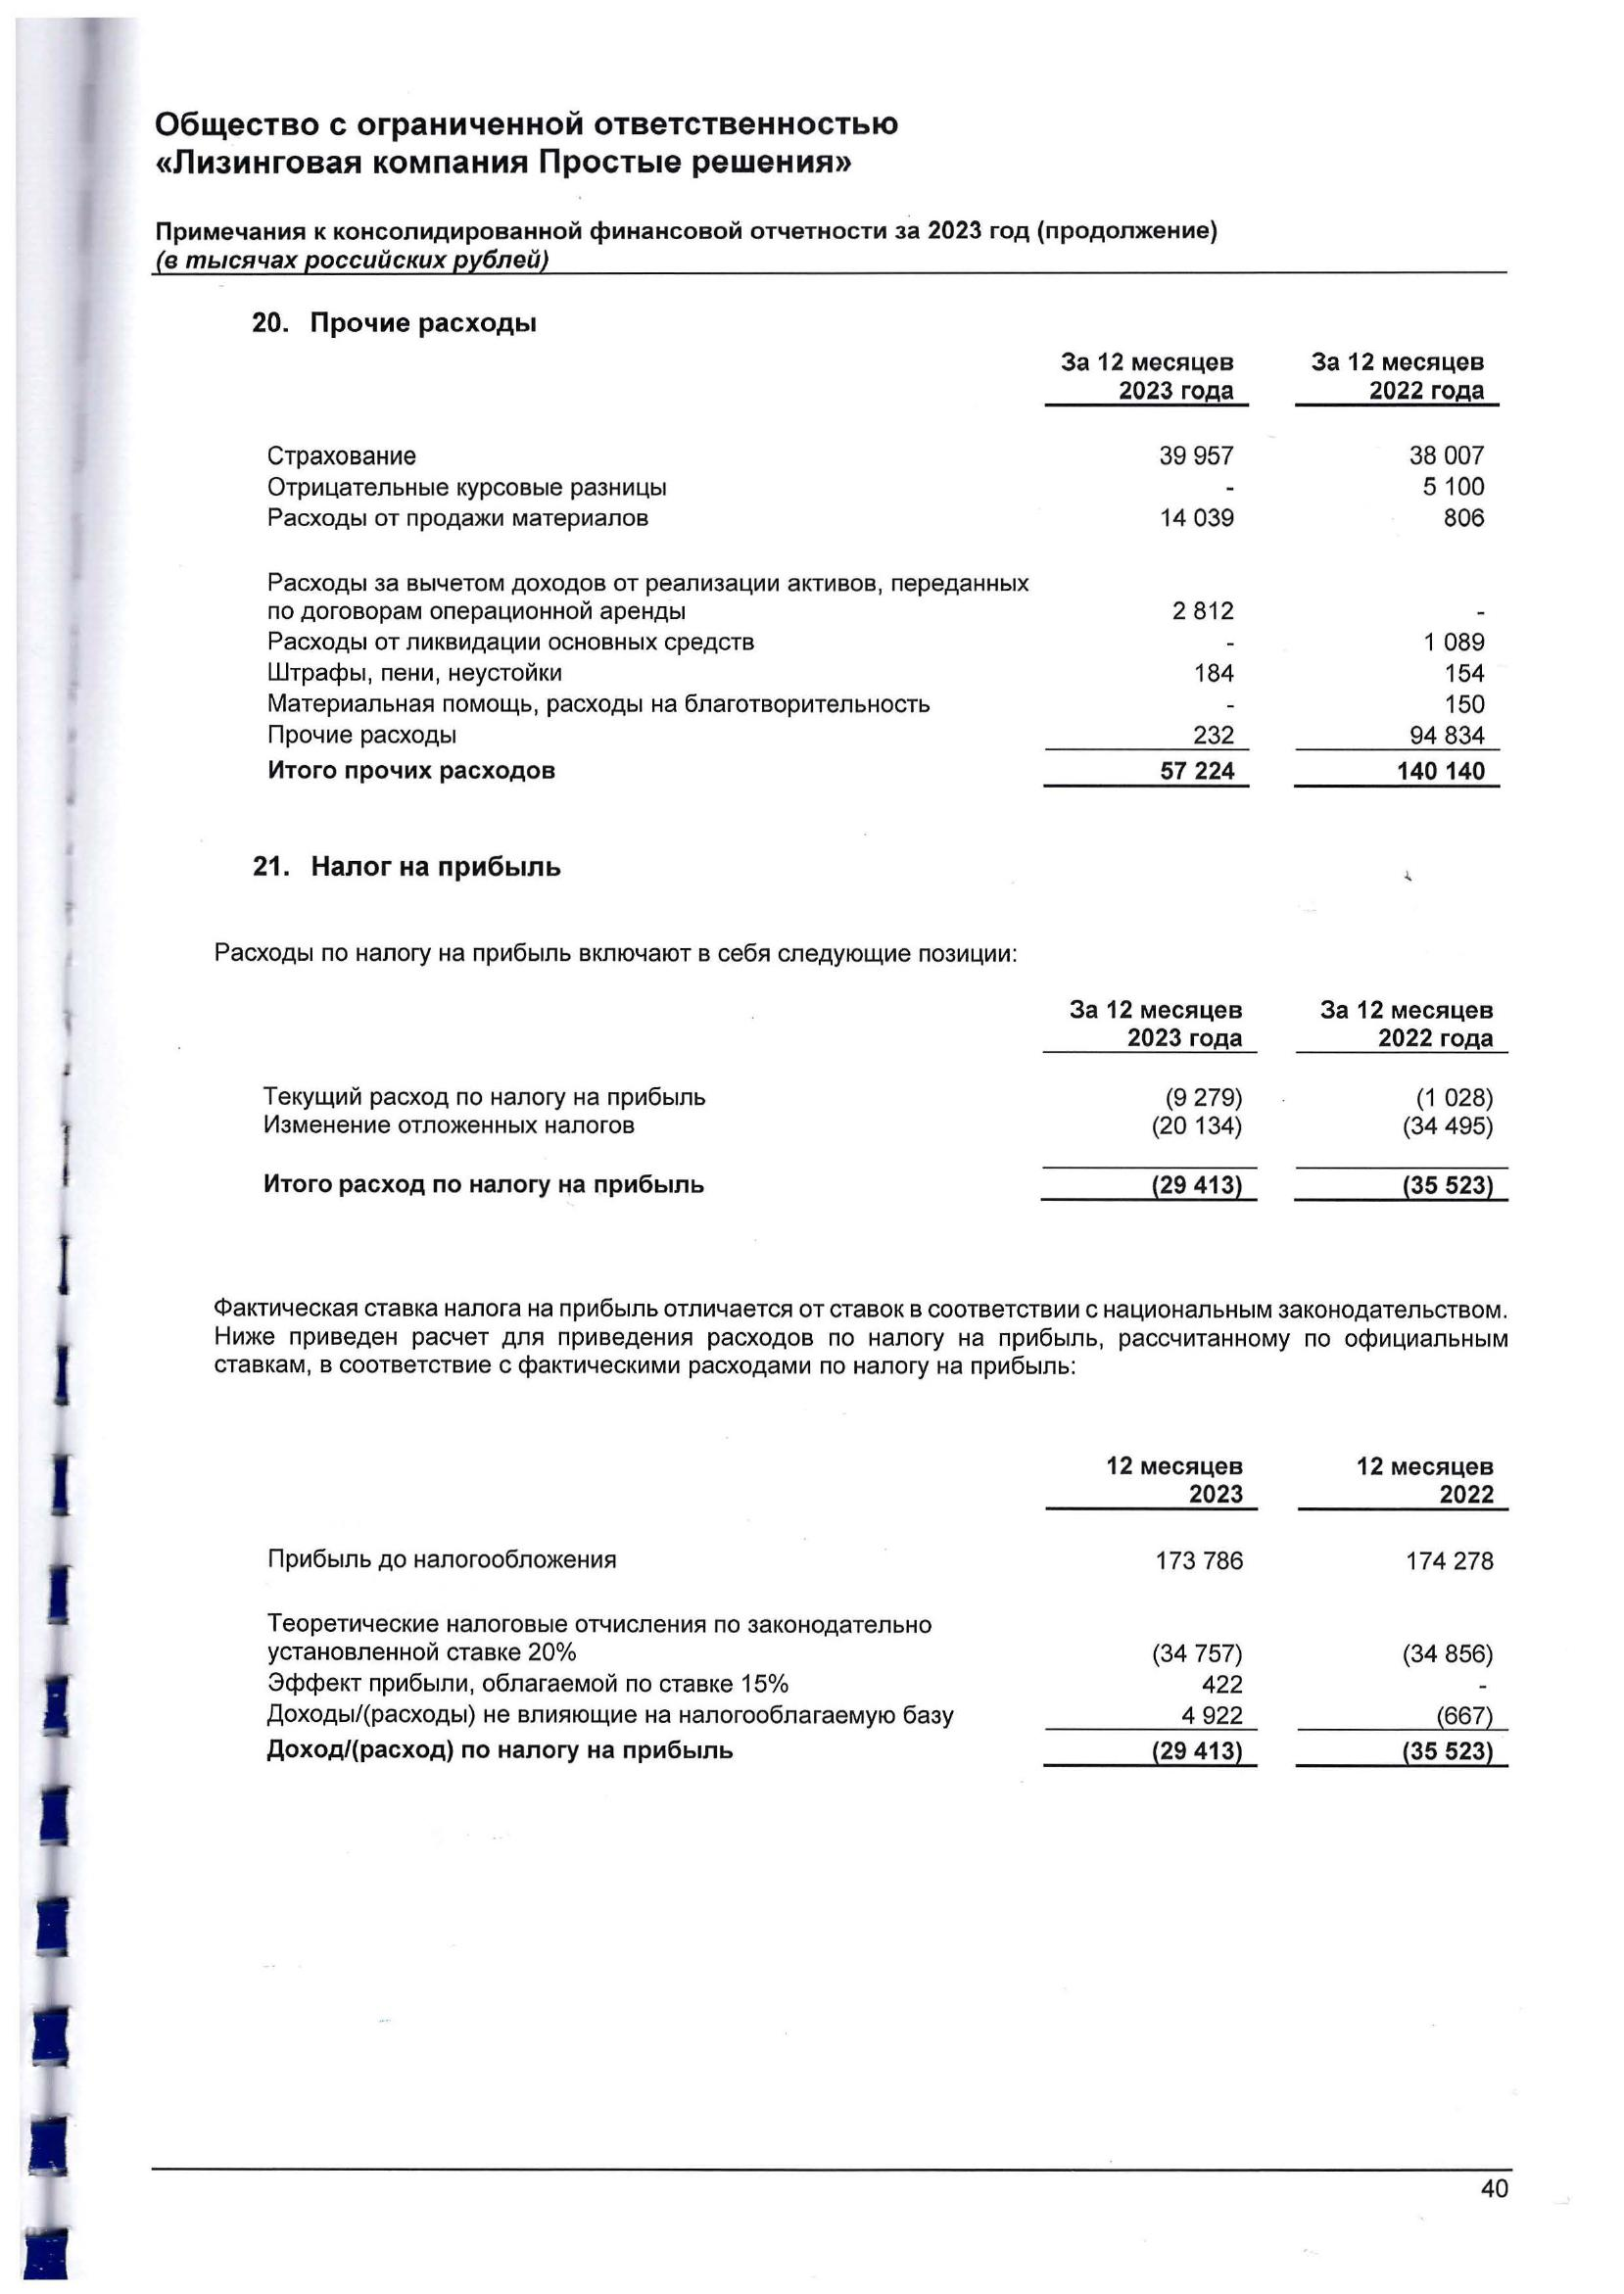 Общество с ограниченной ответственностью
«Лизинговая компания Простые решения»
Примечания к консолидированной финансовой отчетности за 2023 год (продолжение)
(в тысячах российских рублей)
20. Прочие расходы
За 12 месяцев За 12 месяцев
2023 года 2022 года
Страхование 39 957 38 007
Отрицательные курсовые разницы - 5 100
Расходы от продажи материалов 14 039 806
Расходы за вычетом доходов от реализации активов, переданных
по договорам операционной аренды 2 812 -
Расходы от ликвидации основных средств - 1 089
Штрафы, пени, неустойки 184 154
Материальная помощь, расходы на благотворительность - 150
Прочие расходы 232 94 834
Итого прочих расходов 57 224 140 140
21. Налог на прибыль
Расходы по налогу на прибыль включают в себя следующие позиции:
За 12 месяцев За 12 месяцев
2023 года 2022 года
Текущий расход по налогу на прибыль (9 279) (1 028)
Изменение отложенных налогов (20 134) (34 495)
Итого расход по налогу на прибыль (29 413) (35 523)
Фактическая ставка налога на прибыль отличается от ставок в соответствии с национальным законодательством.
Ниже приведен расчет для приведения расходов по налогу на прибыль, рассчитанному по официальным
ставкам, в соответствие с фактическими расходами по налогу на прибыль:
12 месяцев 12 месяцев
2023 2022
Прибыль до налогообложения 173 786 174 278
Теоретические налоговые отчисления по законодательно
установленной ставке 20% (34 757) (34 856)
Эффект прибыли, облагаемой по ставке 15% 422 -
Доходы/(расходы) не влияющие на налогооблагаемую базу 4 922 (667)
Доход/(расход) по налогу на прибыль (29 413) (35 523)
40